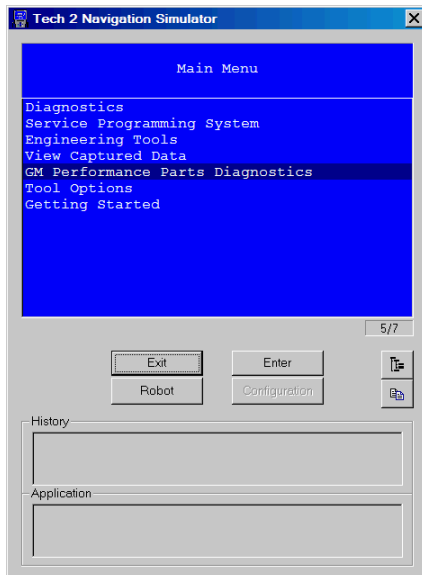 Tech 2 Navigation Simulator
Main Menu
Diagnostics
Service Programming System
Engineering Tools
View Captured Data
GM Performance Parts Diagnostics
Tool Options
Getting Started
5/7
Exit
Enter
Robot
Configuration
History
Application